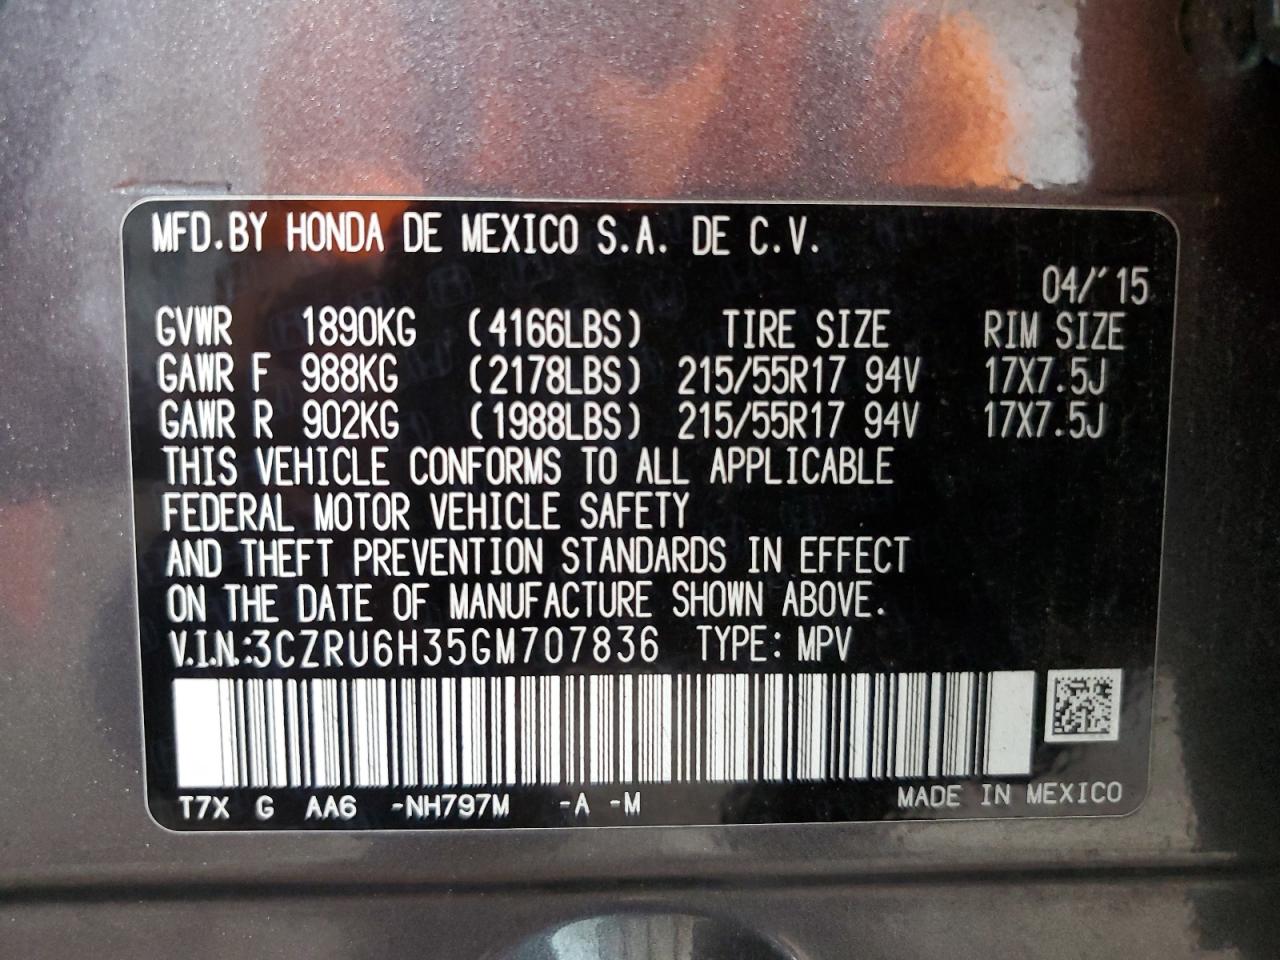 MFD.BY HONDA DE MEXICO S.A. DE C.V.
04/'15
GVWR 1890KG (4166LBS) TIRE SIZE RIM SIZE
GAWR F 988KG (2178LBS) 215/55R17 94V 17X7.5J
GAWR R 902KG (1988LBS) 215/55R17 94V 17X7.5J
THIS VEHICLE CONFORMS TO ALL APPLICABLE
FEDERAL MOTOR VEHICLE SAFETY
AND THEFT PREVENTION STANDARDS IN EFFECT
ON THE DATE OF MANUFACTURE SHOWN ABOVE.
V.I.N.:3CZRU6H35GM707836 TYPE: MPV
T7X G AA6 -NH797M -A -M MADE IN MEXICO